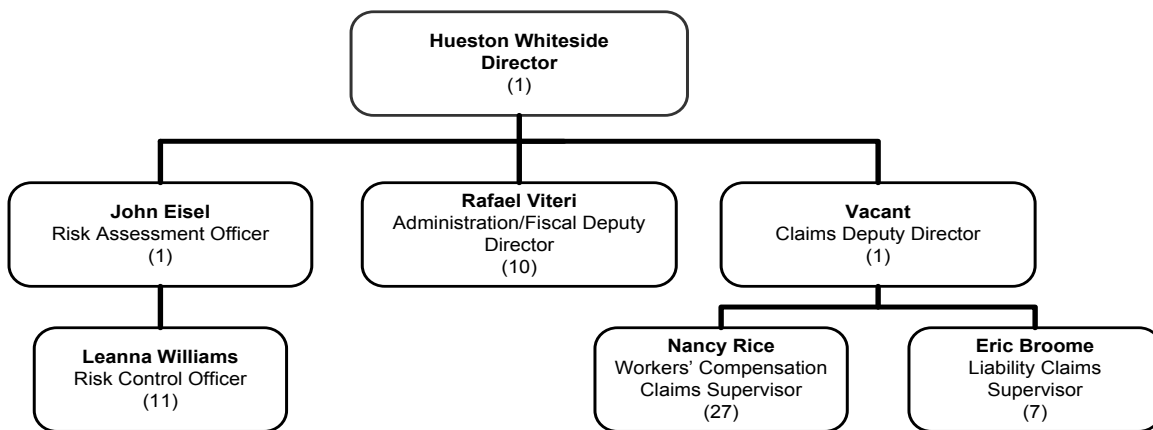 Hueston Whiteside
Director
(1)
John Eisel
Risk Assessment Officer
(1)
Rafael Viteri
Administration/Fiscal Deputy
Director
(10)
Vacant
Claims Deputy Director
(1)
Leanna Williams
Risk Control Officer
(11)
Nancy Rice
Workers’ Compensation
Claims Supervisor
(27)
Eric Broome
Liability Claims
Supervisor
(7)